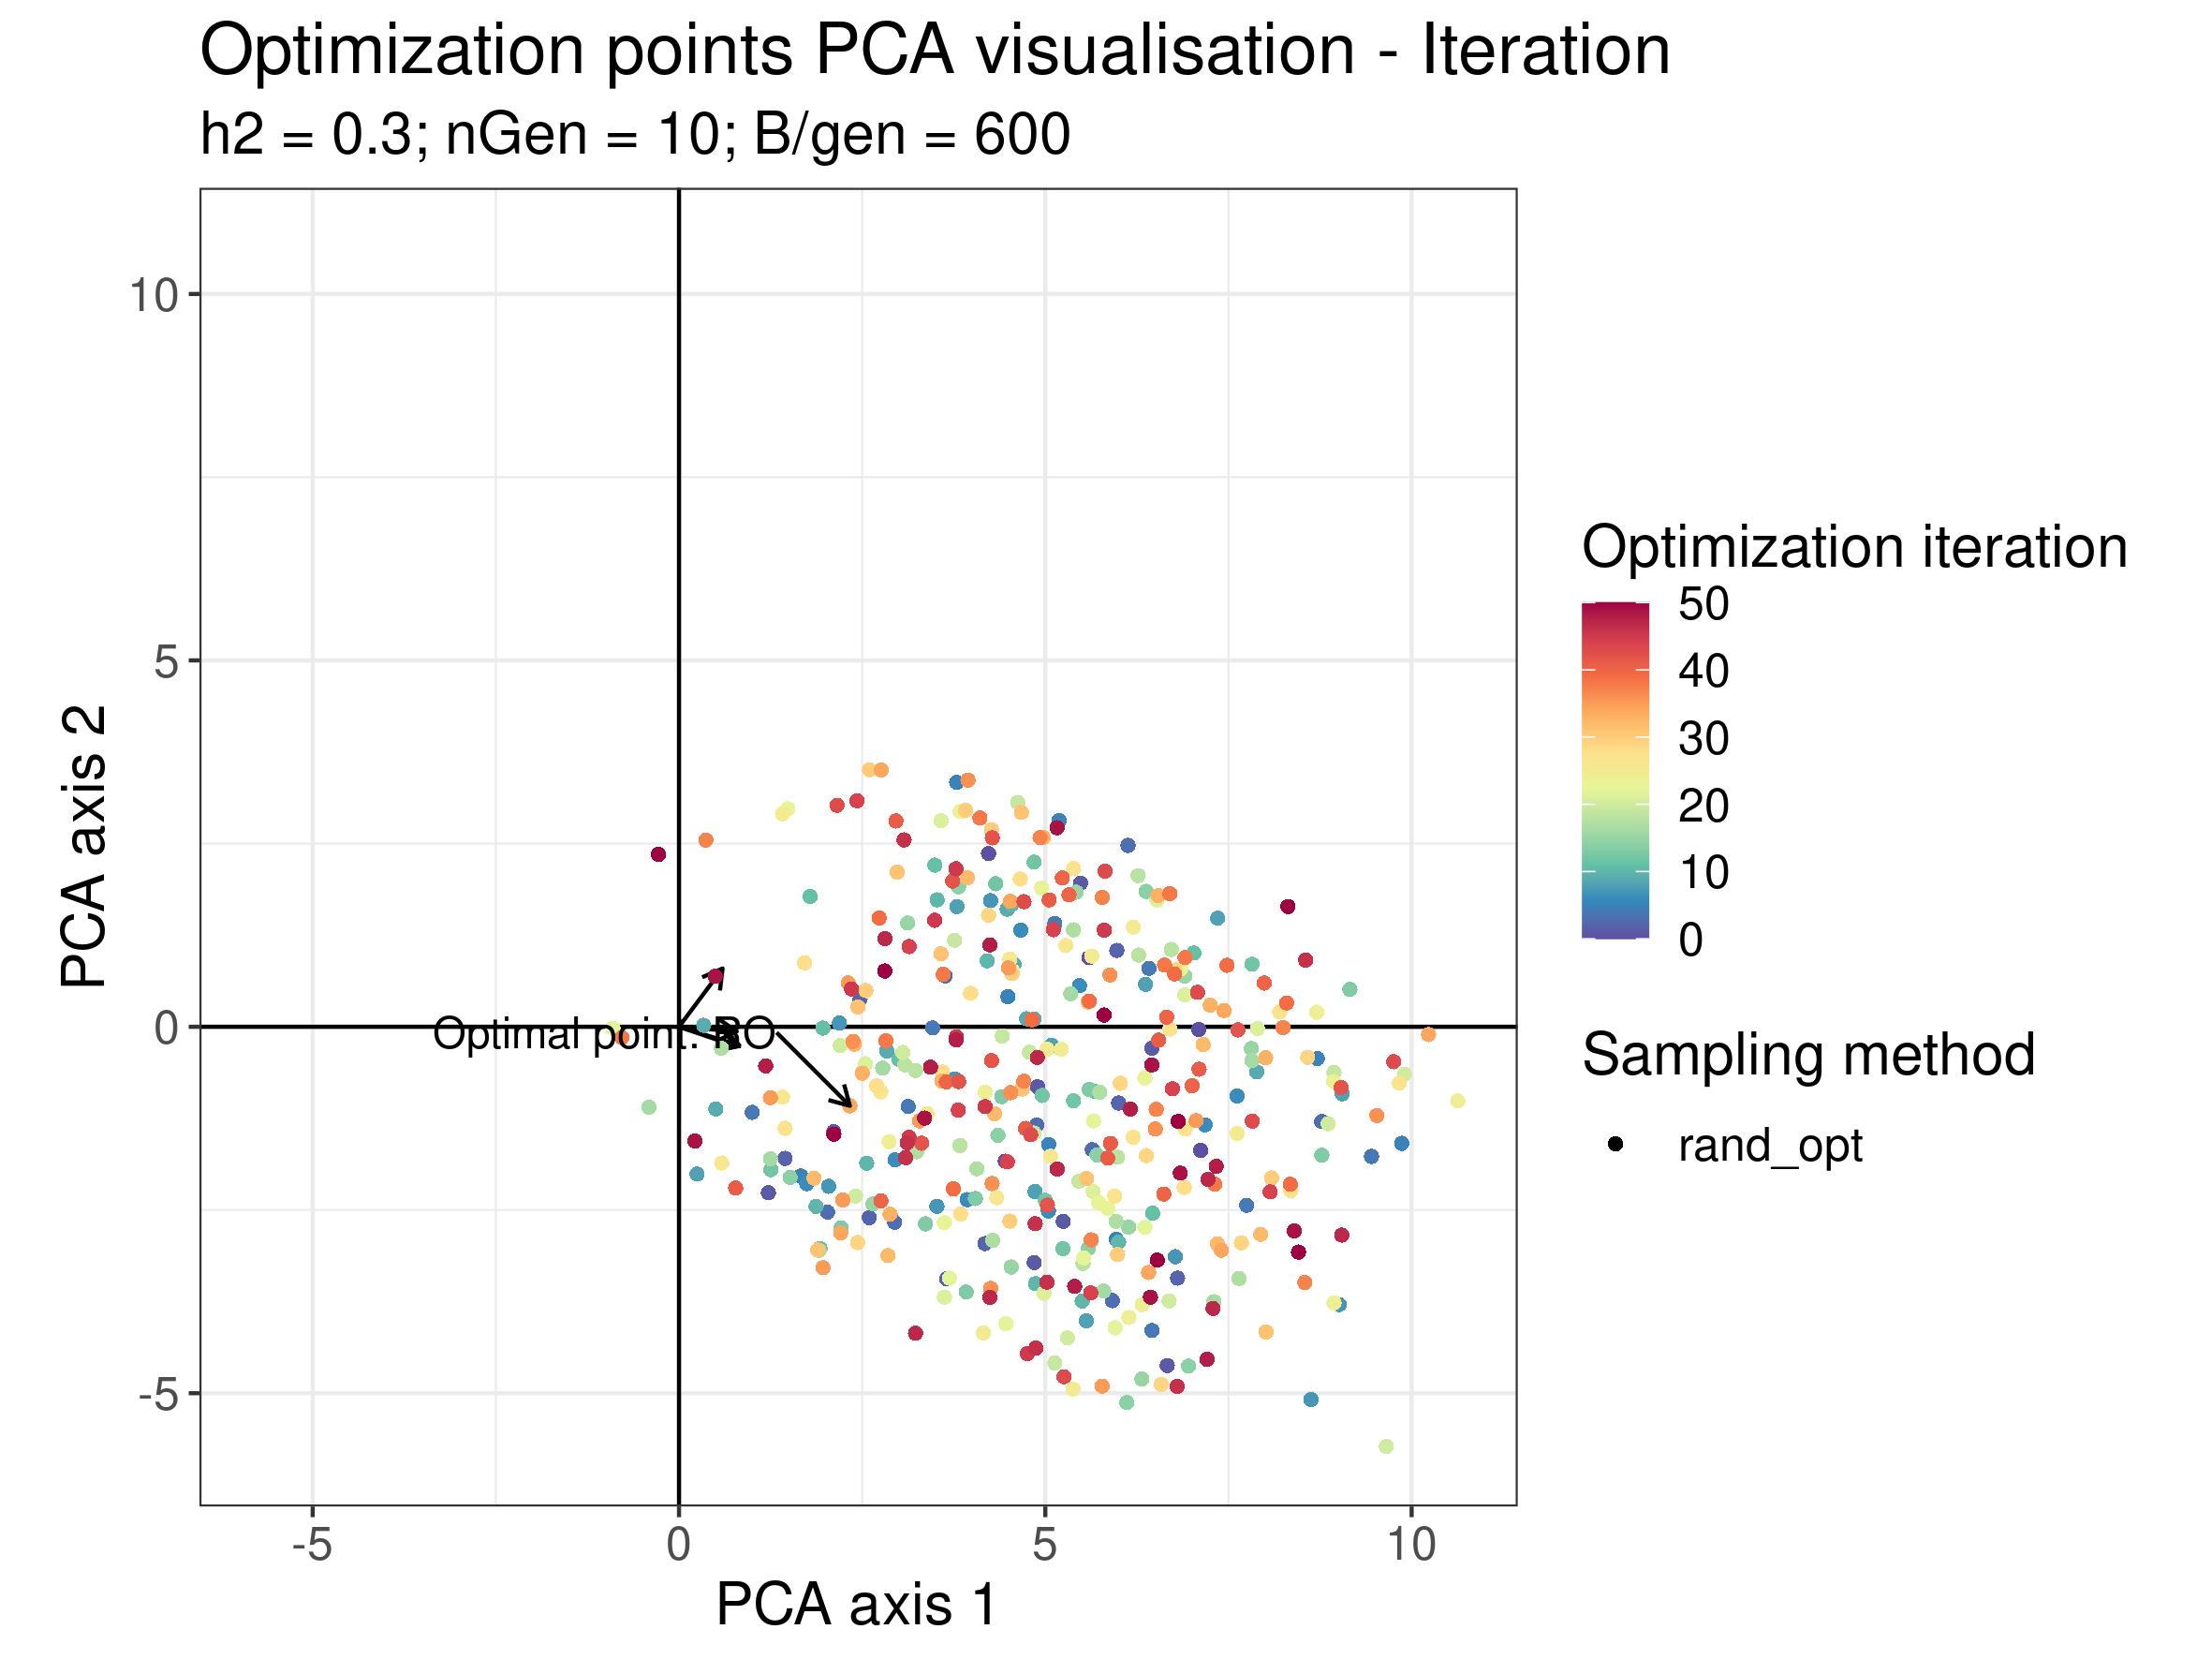 Optimization points PCA visualisation - Iteration
h2 = 0.3; nGen = 10; B/gen = 600
10
5
0
-5
PCA axis 2
Optimal point: RO
-5
0
5
10
PCA axis 1
Optimization iteration
50
40
30
20
10
0
Sampling method
rand_opt